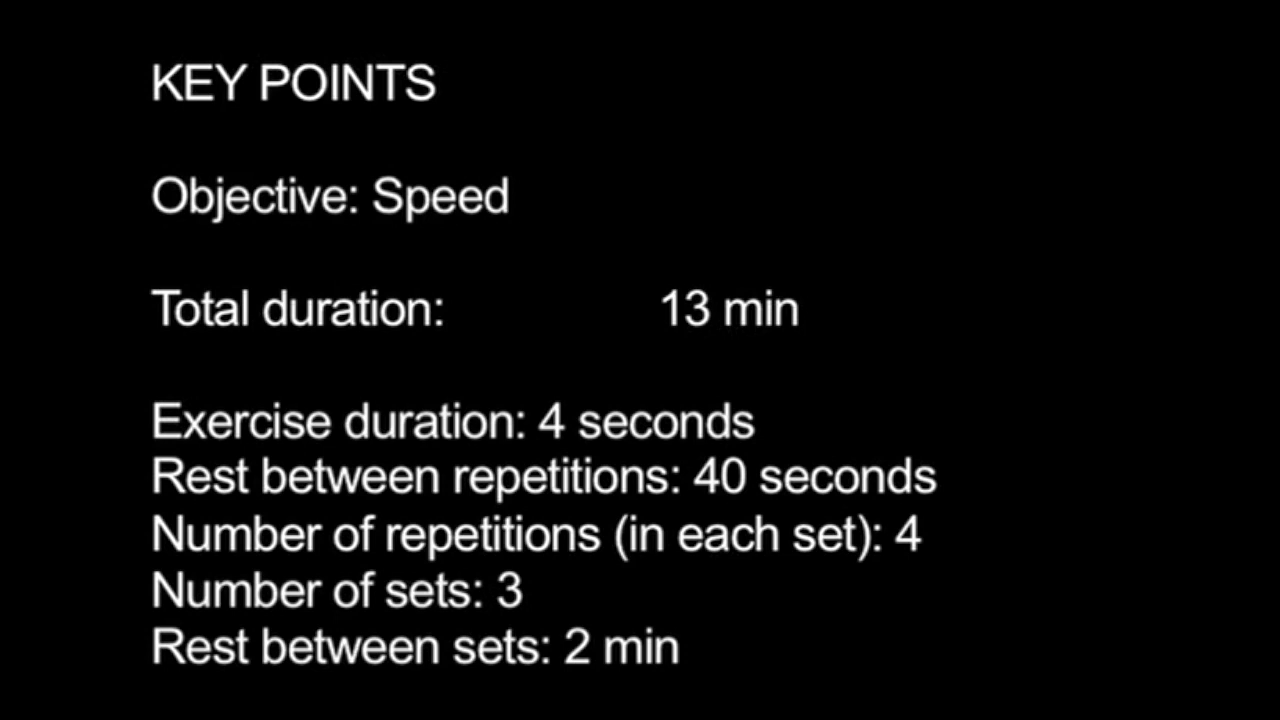 KEY POINTS
Objective: Speed
Total duration: 13 min
Exercise duration: 4 seconds
Rest between repetitions: 40 seconds
Number of repetitions (in each set): 4
Number of sets: 3
Rest between sets: 2 min